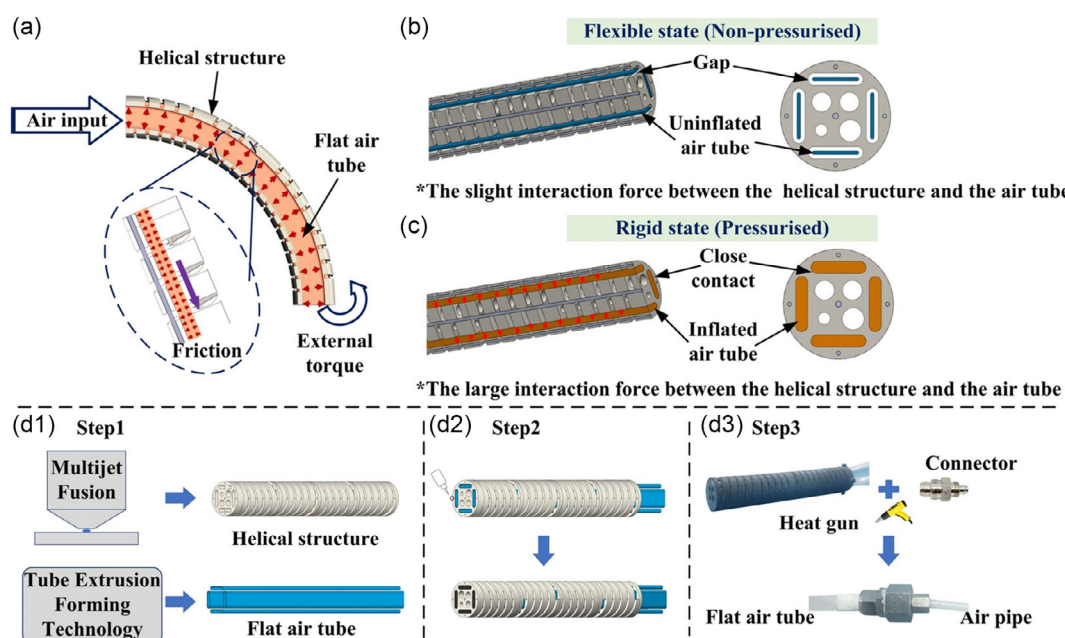 (a)
Helical structure
Air input
Flat air
tube
Friction
External
torque
(b)
Flexible state (Non-pressurised)
Gap
Uninflated
air tube
*The slight interaction force between the helical structure and the air tube
(c)
Rigid state (Pressurised)
Close
contact
Inflated
air tube
*The large interaction force between the helical structure and the air tube
(d1)
Step1
Multijet
Fusion
Helical structure
Tube Extrusion
Forming
Technology
Flat air tube
(d2)
Step2
(d3)
Step3
Connector
Heat gun
Flat air tube
Air pipe